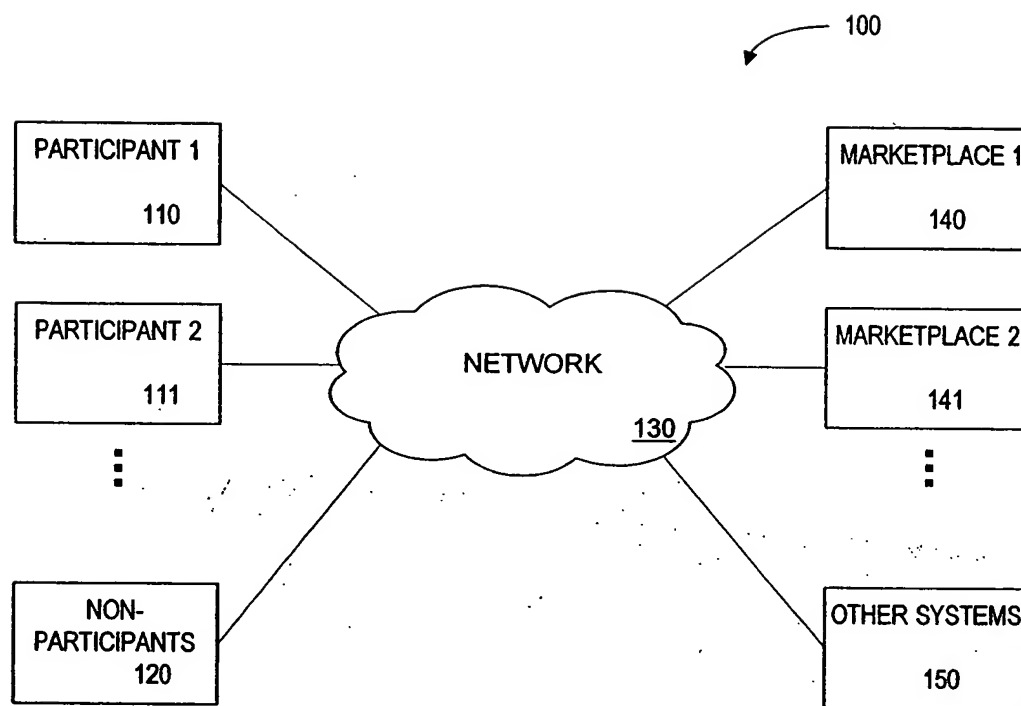 100
PARTICIPANT 1
110
MARKETPLACE 1
140
PARTICIPANT 2
111
NETWORK
130
MARKETPLACE 2
141
NON-
PARTICIPANTS
120
OTHER SYSTEMS
150